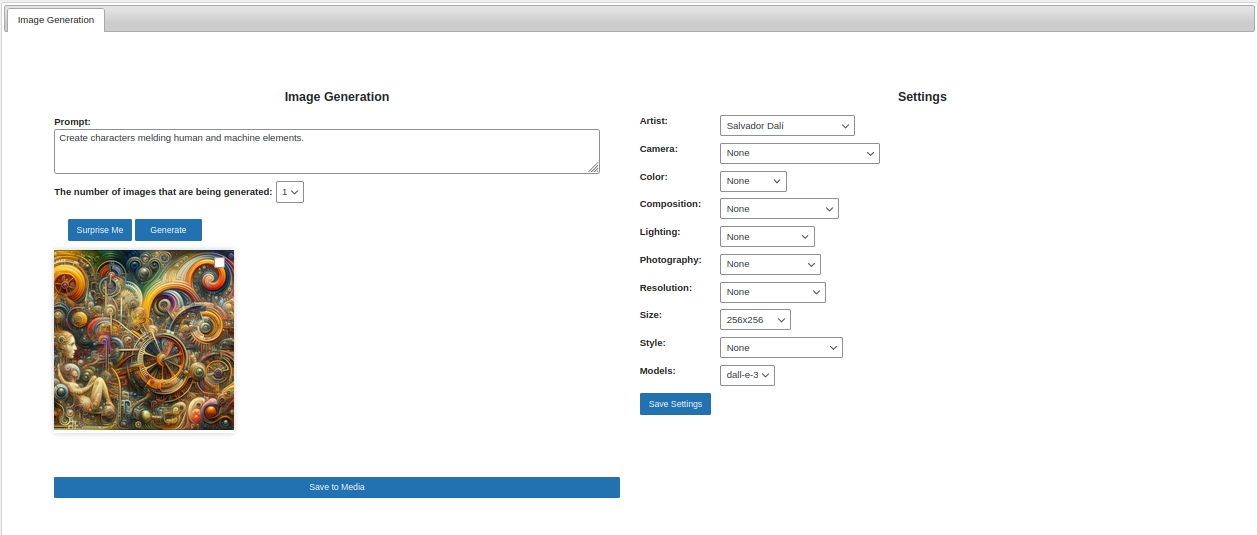 Image Generation
Image Generation
Prompt:
Create characters melding human and machine elements.
The number of images that are being generated: 1
Surprise Me
Generate
Save to Media
Settings
Artist: Salvador Dalí
Camera: None
Color: None
Composition: None
Lighting: None
Photography: None
Resolution: None
Size: 256x256
Style: None
Models: dall-e-3
Save Settings